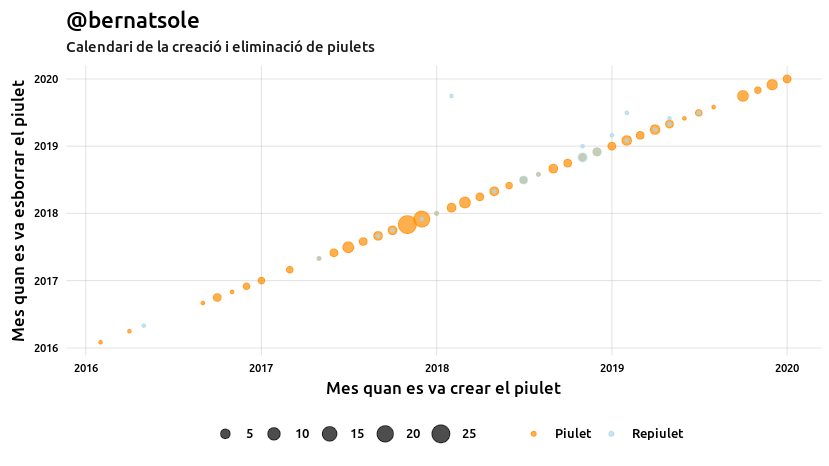 @bernatsole
Calendari de la creació i eliminació de piulets
Mes quan es va esborrar el piulet
2020
2019
2018
2017
2016
2016 2017 2018 2019 2020
Mes quan es va crear el piulet
5 10 15 20 25 Piulet Repiulet